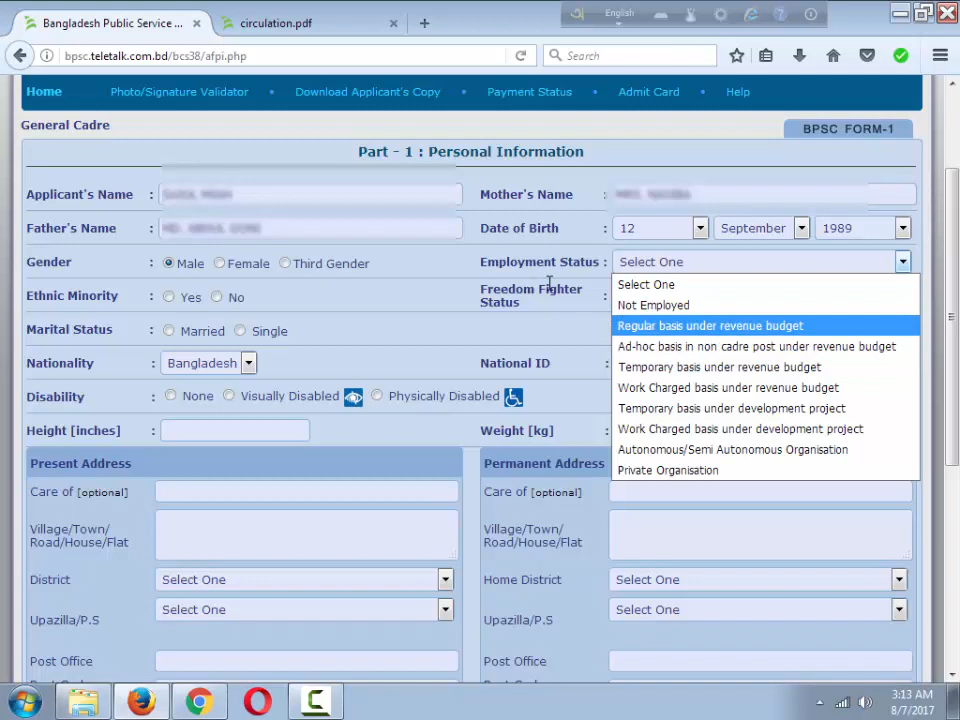 Bangladesh Public Service ...
circulation.pdf
English
bpsc.teletalk.com.bd/bcs38/afpi.php
Search
Home
Photo/Signature Validator
Download Applicant's Copy
Payment Status
Admit Card
Help
General Cadre
BPSC FORM-1
Part - 1 : Personal Information
Applicant's Name :
Mother's Name :
Father's Name :
Date of Birth : 12 September 1989
Gender : Male Female Third Gender
Employment Status : Select One
Select One
Not Employed
Regular basis under revenue budget
Ad-hoc basis in non cadre post under revenue budget
Temporary basis under revenue budget
Work Charged basis under revenue budget
Temporary basis under development project
Work Charged basis under development project
Autonomous/Semi Autonomous Organisation
Private Organisation
Ethnic Minority : Yes No
Freedom Fighter
Status :
Marital Status : Married Single
Nationality : Bangladesh
National ID :
Disability : None Visually Disabled Physically Disabled
Height [inches] :
Weight [kg] :
Present Address
Care of [optional]
Village/Town/
Road/House/Flat
District Select One
Upazilla/P.S Select One
Post Office
Permanent Address
Care of [optional]
Village/Town/
Road/House/Flat
Home District Select One
Upazilla/P.S Select One
Post Office
3:13 AM
8/7/2017